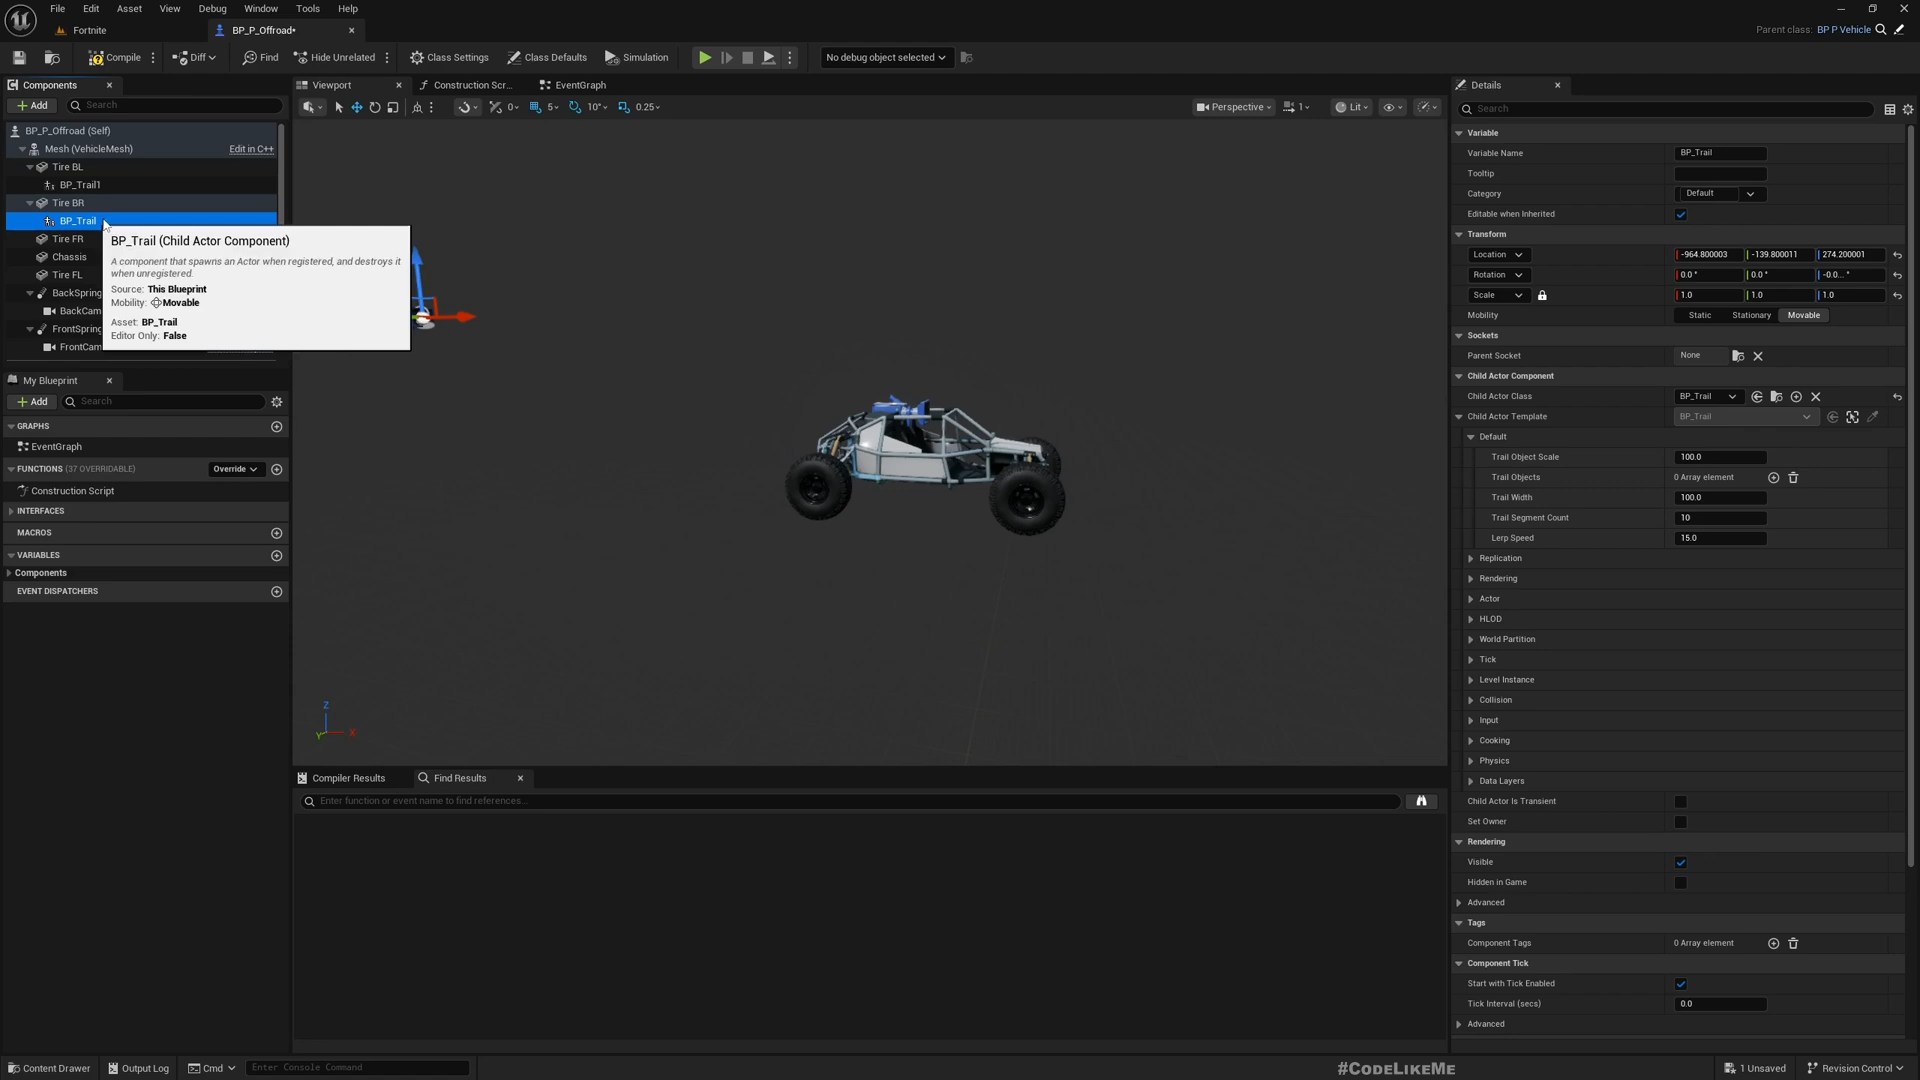 File Edit Asset View Debug Window Tools Help
Fortnite
BP_P_Offroad*
Parent class: BP P Vehicle
Compile
Diff
Find
Hide Unrelated
Class Settings
Class Defaults
Simulation
No debug object selected
Components
Add
Search
BP_P_Offroad (Self)
Mesh (VehicleMesh) Edit in C++
Tire BL
BP_Trail1
Tire BR
BP_Trail
Tire FR
Chassis
Tire FL
BackSpring
BackCam
FrontSpring
FrontCam
BP_Trail (Child Actor Component)
A component that spawns an Actor when registered, and destroys it
when unregistered.
Source: This Blueprint
Mobility: Movable
Asset: BP_Trail
Editor Only: False
My Blueprint
Add
Search
GRAPHS
EventGraph
FUNCTIONS (37 OVERRIDABLE) Override
Construction Script
INTERFACES
MACROS
VARIABLES
Components
EVENT DISPATCHERS
Viewport
Construction Scr...
EventGraph
0
5
10°
0.25
Perspective
1
Lit
Z
X
Y
Compiler Results
Find Results
Enter function or event name to find references...
Details
Search
Variable
Variable Name BP_Trail
Tooltip
Category Default
Editable when Inherited
Transform
Location -964.800003 -139.800011 274.200001
Rotation 0.0 ° 0.0 ° -0.0... °
Scale 1.0 1.0 1.0
Mobility Static Stationary Movable
Sockets
Parent Socket None
Child Actor Component
Child Actor Class BP_Trail
Child Actor Template BP_Trail
Default
Trail Object Scale 100.0
Trail Objects 0 Array element
Trail Width 100.0
Trail Segment Count 10
Lerp Speed 15.0
Replication
Rendering
Actor
HLOD
World Partition
Tick
Level Instance
Collision
Input
Cooking
Physics
Data Layers
Child Actor Is Transient
Set Owner
Rendering
Visible
Hidden in Game
Advanced
Tags
Component Tags 0 Array element
Component Tick
Start with Tick Enabled
Tick Interval (secs) 0.0
Advanced
Content Drawer
Output Log
Cmd
Enter Console Command
#CodeLikeMe
1 Unsaved
Revision Control